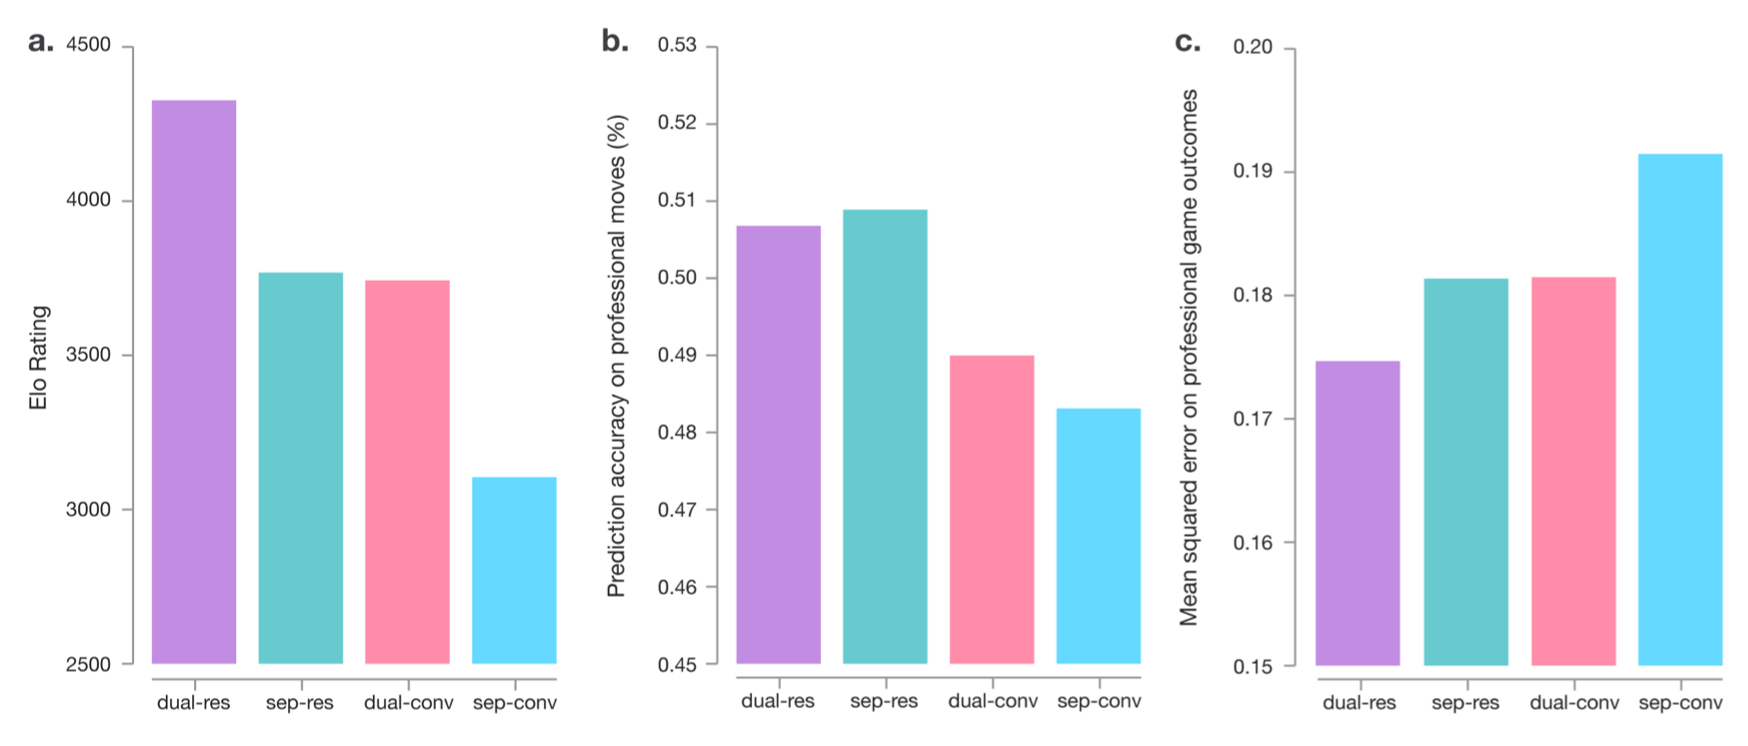 a.
Elo Rating
4500
4000
3500
3000
2500
dual-res sep-res dual-conv sep-conv
b.
Prediction accuracy on professional moves (%)
0.53
0.52
0.51
0.50
0.49
0.48
0.47
0.46
0.45
dual-res sep-res dual-conv sep-conv
c.
Mean squared error on professional game outcomes
0.20
0.19
0.18
0.17
0.16
0.15
dual-res sep-res dual-conv sep-conv